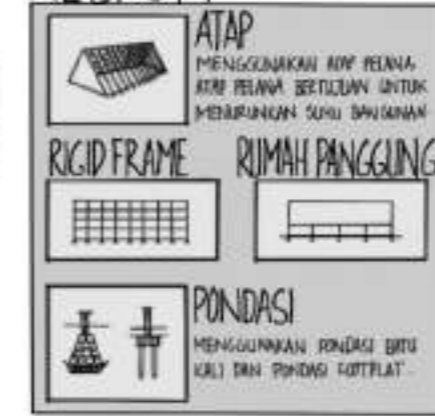 ATAP
MENGGUNAKAN ATAP PELANA
ATAP PELANA BERTUJUAN UNTUK
MENURUNKAN SUHU BANGUNAN
RIGID FRAME
RUMAH PANGGUNG
PONDASI
MENGGUNAKAN PONDASI BATU
KALI DAN PONDASI FOOTPLAT